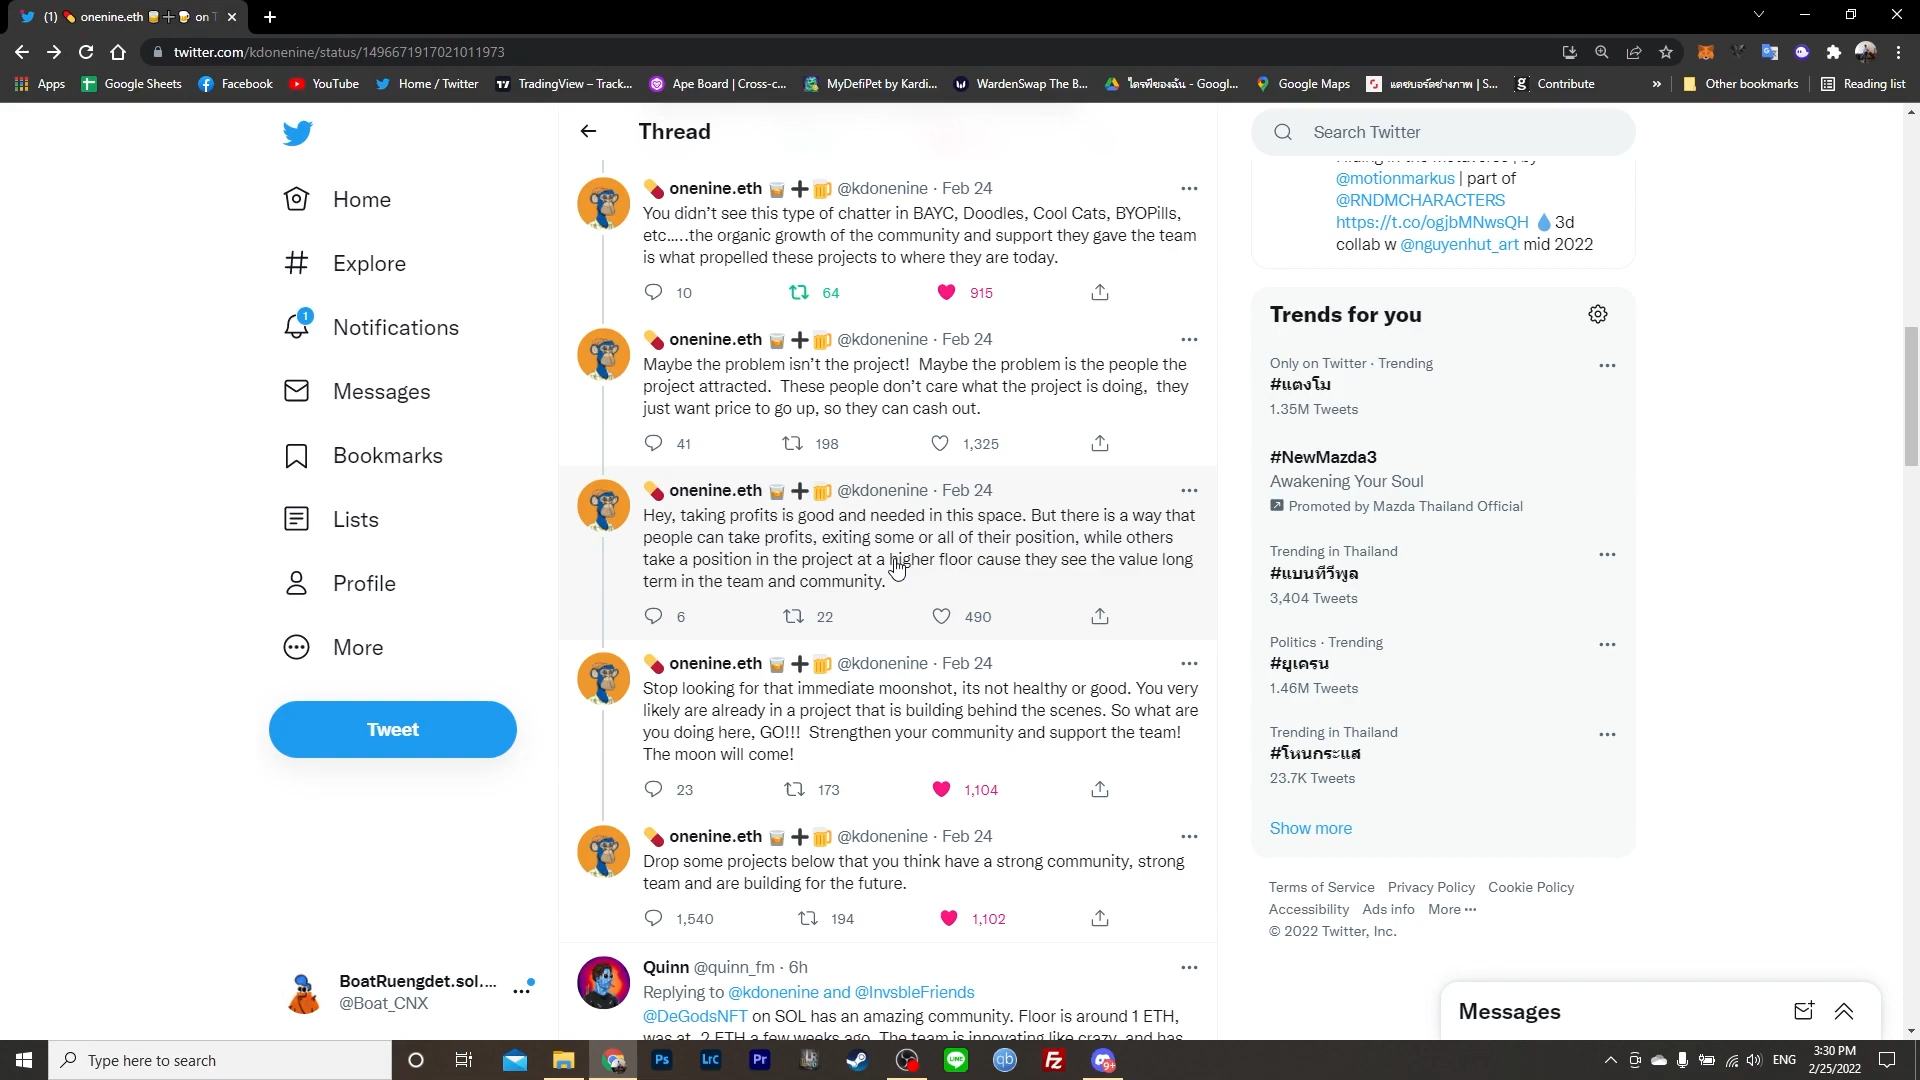 (1) 💊 onenine.eth 🥃➕🍺 on T
twitter.com/kdonenine/status/1496671917021011973
Apps
Google Sheets
Facebook
YouTube
Home / Twitter
TradingView – Track...
Ape Board | Cross-c...
MyDefiPet by Kardi...
WardenSwap The B...
ไดรฟ์ของฉัน - Googl...
Google Maps
แดชบอร์ดช่างภาพ | S...
Contribute
»
Other bookmarks
Reading list
Home
Explore
1
Notifications
Messages
Bookmarks
Lists
Profile
More
Tweet
BoatRuengdet.sol....
@Boat_CNX
Thread
💊 onenine.eth 🥃➕🍺 @kdonenine · Feb 24
You didn't see this type of chatter in BAYC, Doodles, Cool Cats, BYOPills,
etc.....the organic growth of the community and support they gave the team
is what propelled these projects to where they are today.
10 64 915
💊 onenine.eth 🥃➕🍺 @kdonenine · Feb 24
Maybe the problem isn't the project! Maybe the problem is the people the
project attracted. These people don't care what the project is doing, they
just want price to go up, so they can cash out.
41 198 1,325
💊 onenine.eth 🥃➕🍺 @kdonenine · Feb 24
Hey, taking profits is good and needed in this space. But there is a way that
people can take profits, exiting some or all of their position, while others
take a position in the project at a higher floor cause they see the value long
term in the team and community.
6 22 490
💊 onenine.eth 🥃➕🍺 @kdonenine · Feb 24
Stop looking for that immediate moonshot, its not healthy or good. You very
likely are already in a project that is building behind the scenes. So what are
you doing here, GO!!! Strengthen your community and support the team!
The moon will come!
23 173 1,104
💊 onenine.eth 🥃➕🍺 @kdonenine · Feb 24
Drop some projects below that you think have a strong community, strong
team and are building for the future.
1,540 194 1,102
Quinn @quinn_fm · 6h
Replying to @kdonenine and @InvsbleFriends
@DeGodsNFT on SOL has an amazing community. Floor is around 1 ETH,
was at .2 ETH a few weeks ago. The team is innovating like crazy, and has
Search Twitter
@motionmarkus | part of
@RNDMCHARACTERS
https://t.co/ogjbMNwsQH 💧3d
collab w @nguyenhut_art mid 2022
Trends for you
Only on Twitter · Trending
#แตงโม
1.35M Tweets
#NewMazda3
Awakening Your Soul
Promoted by Mazda Thailand Official
Trending in Thailand
#แบนทีวีพูล
3,404 Tweets
Politics · Trending
#ยูเครน
1.46M Tweets
Trending in Thailand
#โหนกระแส
23.7K Tweets
Show more
Terms of Service Privacy Policy Cookie Policy
Accessibility Ads info More ···
© 2022 Twitter, Inc.
Messages
Type here to search
Ps
Lrc
Pr
LINE
qb
Fz
9+
ENG
3:30 PM
2/25/2022